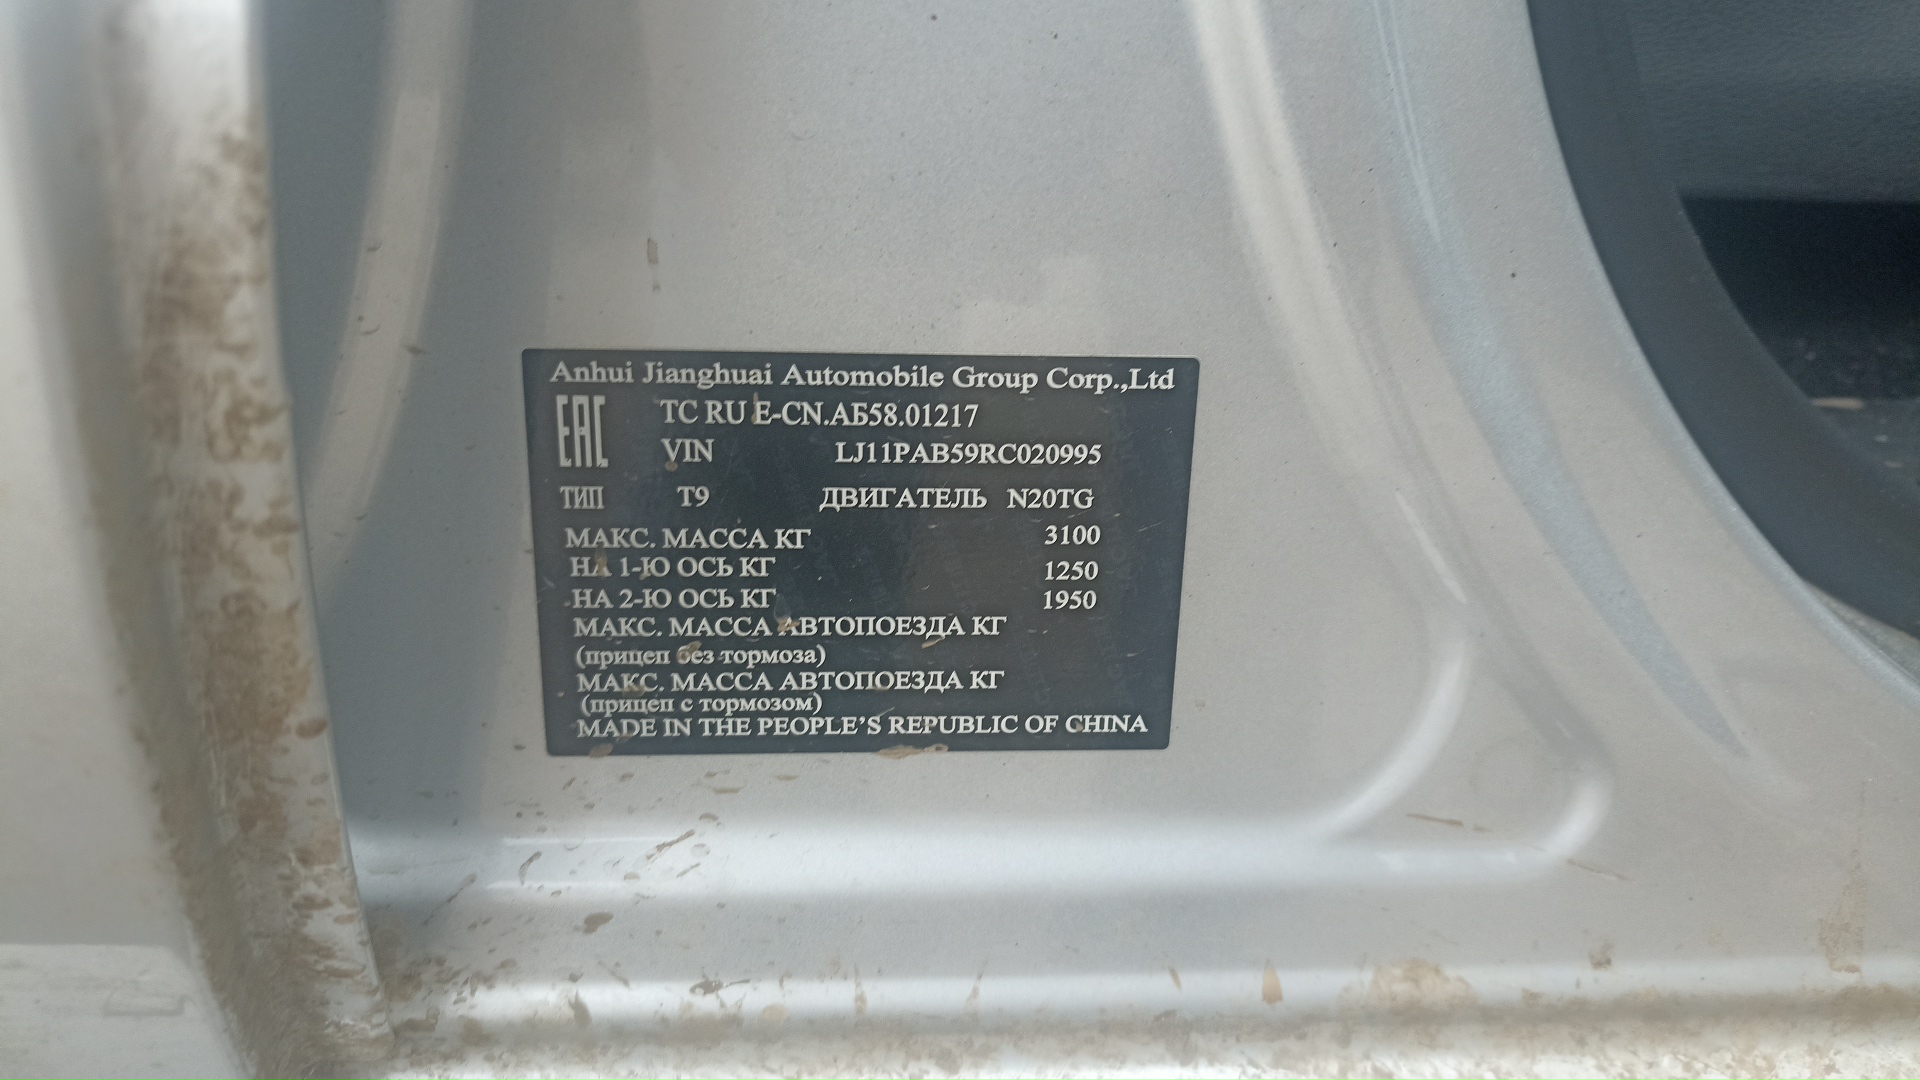 Anhui Jianghuai Automobile Group Corp.,Ltd
EAC TC RU E-CN.АБ58.01217
VIN LJ11PAB59RC020995
ТИП T9 ДВИГАТЕЛЬ N20TG
МАКС. МАССА КГ 3100
НА 1-Ю ОСЬ КГ 1250
НА 2-Ю ОСЬ КГ 1950
МАКС. МАССА АВТОПОЕЗДА КГ
(прицеп без тормоза)
МАКС. МАССА АВТОПОЕЗДА КГ
(прицеп с тормозом)
MADE IN THE PEOPLE’S REPUBLIC OF CHINA